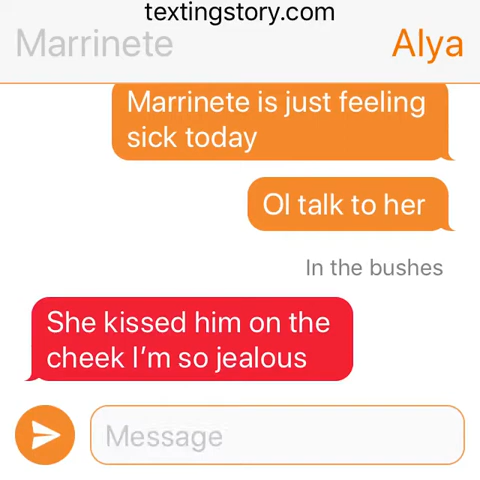 textingstory.com
Marrinete
Alya
Marrinete is just feeling
sick today
Ol talk to her
In the bushes
She kissed him on the
cheek I’m so jealous
Message